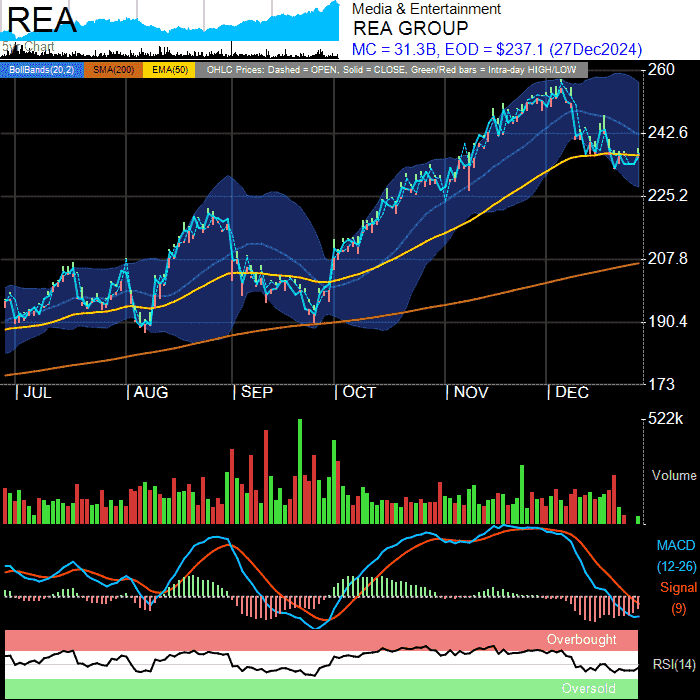 REA
5yr Chart
Media & Entertainment
REA GROUP
MC = 31.3B, EOD = $237.1 (27Dec2024)
BollBands(20,2) SMA(200) EMA(50) OHLC Prices: Dashed = OPEN, Solid = CLOSE, Green/Red bars = Intra-day HIGH/LOW
260
242.6
225.2
207.8
190.4
173
JUL AUG SEP OCT NOV DEC
522k
Volume
MACD
(12-26)
Signal
(9)
Overbought
RSI(14)
Oversold